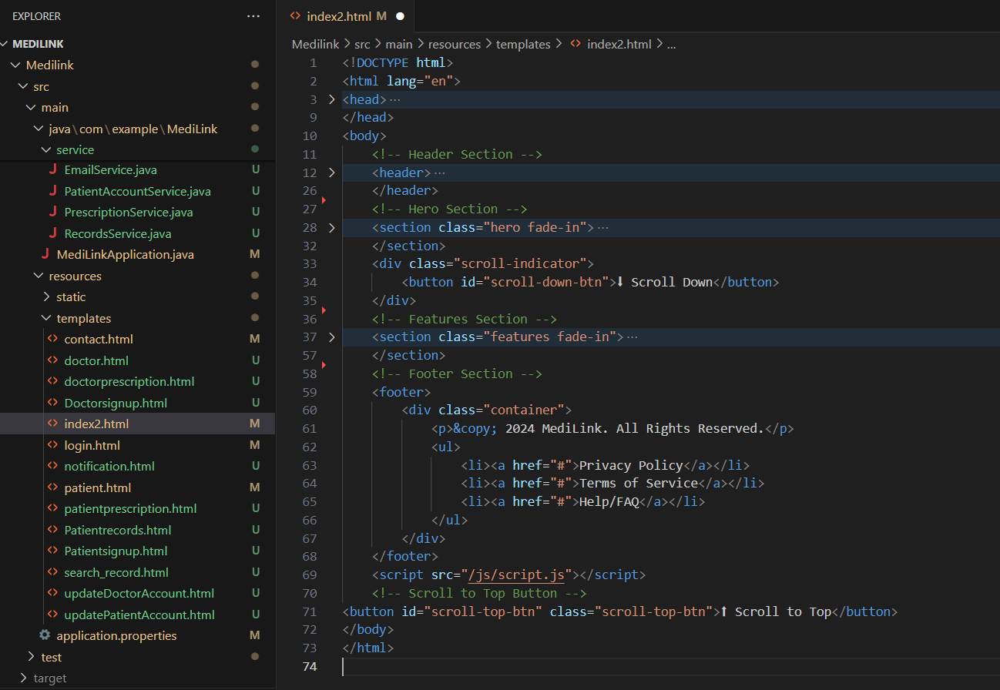 EXPLORER ...
MEDILINK
Medilink
src
main
java\com\example\MediLink
service
EmailService.java U
PatientAccountService.java U
PrescriptionService.java U
RecordsService.java U
MediLinkApplication.java M
resources
static
templates
contact.html M
doctor.html U
doctorprescription.html U
Doctorsignup.html U
index2.html M
login.html M
notification.html U
patient.html M
patientprescription.html U
Patientrecords.html U
Patientsignup.html U
search_record.html U
updateDoctorAccount.html U
updatePatientAccount.html U
application.properties M
test
target
index2.html M
Medilink > src > main > resources > templates > index2.html > ...
1 <!DOCTYPE html>
2 <html lang="en">
3 <head>...
9 </head>
10 <body>
11 <!-- Header Section -->
12 <header>...
26 </header>
27 <!-- Hero Section -->
28 <section class="hero fade-in">...
32 </section>
33 <div class="scroll-indicator">
34 <button id="scroll-down-btn">⬇ Scroll Down</button>
35 </div>
36 <!-- Features Section -->
37 <section class="features fade-in">...
57 </section>
58 <!-- Footer Section -->
59 <footer>
60 <div class="container">
61 <p>&copy; 2024 MediLink. All Rights Reserved.</p>
62 <ul>
63 <li><a href="#">Privacy Policy</a></li>
64 <li><a href="#">Terms of Service</a></li>
65 <li><a href="#">Help/FAQ</a></li>
66 </ul>
67 </div>
68 </footer>
69 <script src="/js/script.js"></script>
70 <!-- Scroll to Top Button -->
71 <button id="scroll-top-btn" class="scroll-top-btn">⬆ Scroll to Top</button>
72 </body>
73 </html>
74